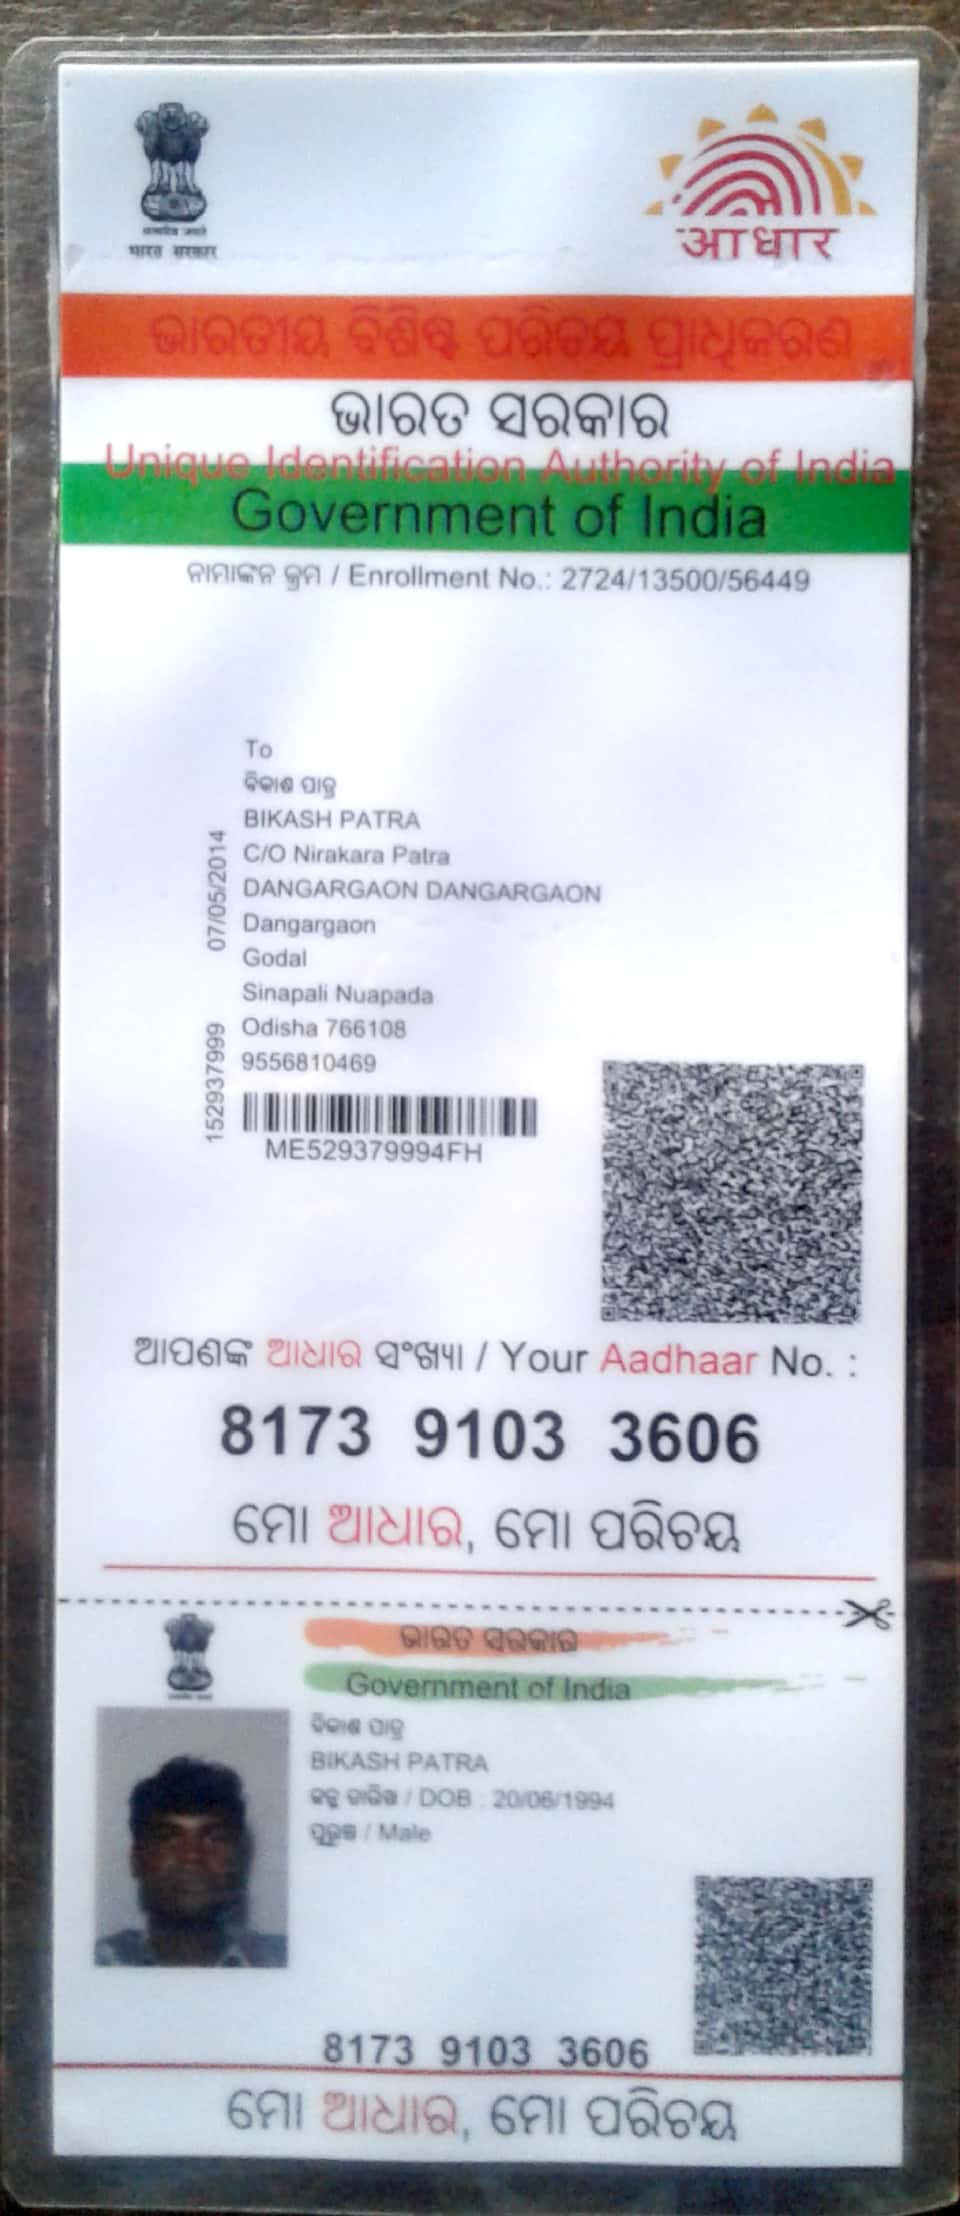 भारत सरकार
आधार
ଭାରତୀୟ ବିଶିଷ୍ଟ ପରିଚୟ ପ୍ରାଧିକରଣ
ଭାରତ ସରକାର
Unique Identification Authority of India
Government of India
ନାମାଙ୍କନ କ୍ରମ / Enrollment No.: 2724/13500/56449
To
ବିକାଶ ପାତ୍ର
BIKASH PATRA
C/O Nirakara Patra
DANGARGAON DANGARGAON
Dangargaon
Godal
Sinapali Nuapada
Odisha 766108
9556810469
07/05/2014
152937999
ME529379994FH
ଆପଣଙ୍କ ଆଧାର ସଂଖ୍ୟା / Your Aadhaar No. :
8173 9103 3606
ମୋ ଆଧାର, ମୋ ପରିଚୟ
ଭାରତ ସରକାର
Government of India
ବିକାଶ ପାତ୍ର
BIKASH PATRA
ଜନ୍ମ ତାରିଖ / DOB : 20/06/1994
ପୁରୁଷ / Male
8173 9103 3606
ମୋ ଆଧାର, ମୋ ପରିଚୟ